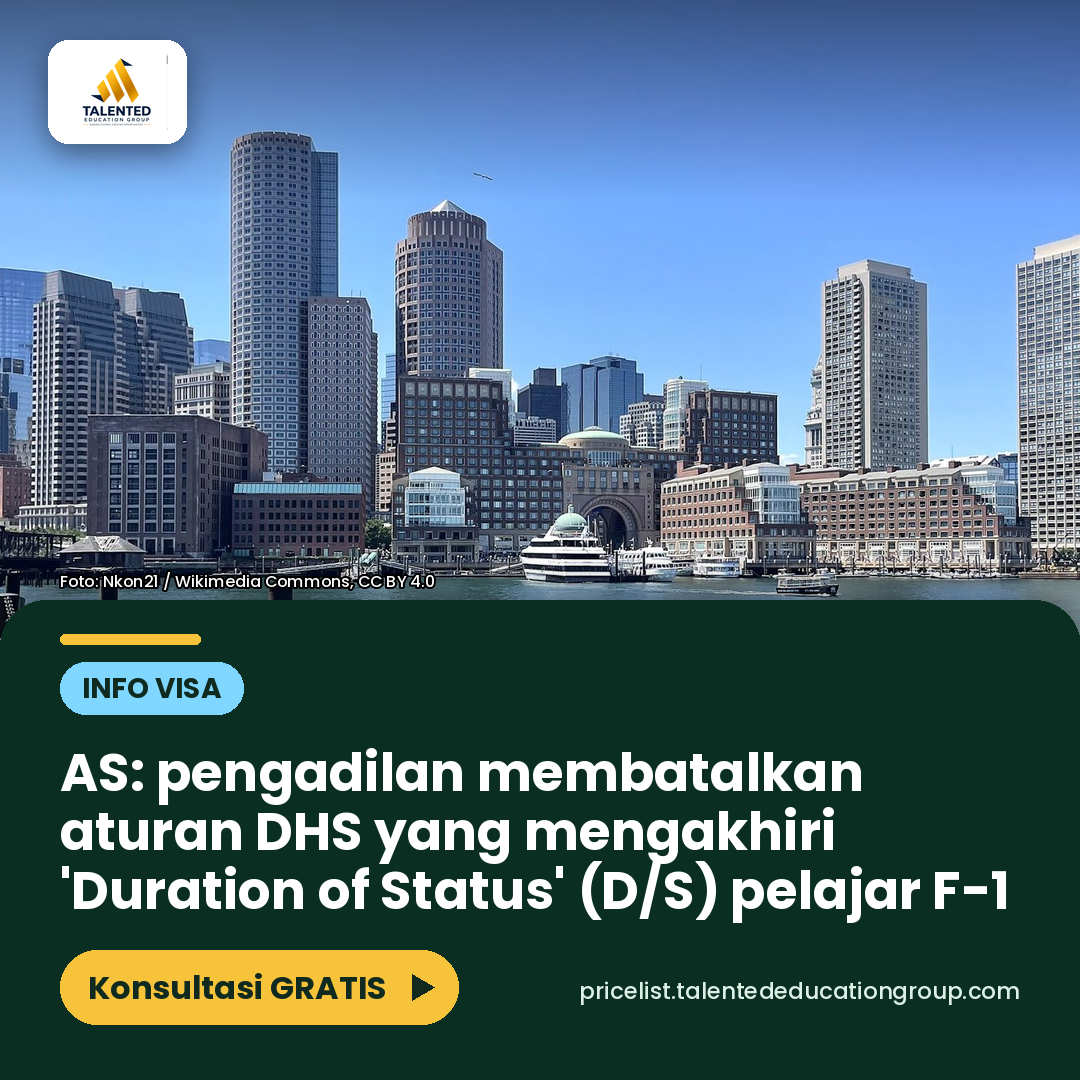 TALENTED
EDUCATION GROUP
Foto: Nkon21 / Wikimedia Commons, CC BY 4.0
INFO VISA
AS: pengadilan membatalkan
aturan DHS yang mengakhiri
'Duration of Status' (D/S) pelajar F-1
Konsultasi GRATIS
pricelist.talentededucationgroup.com